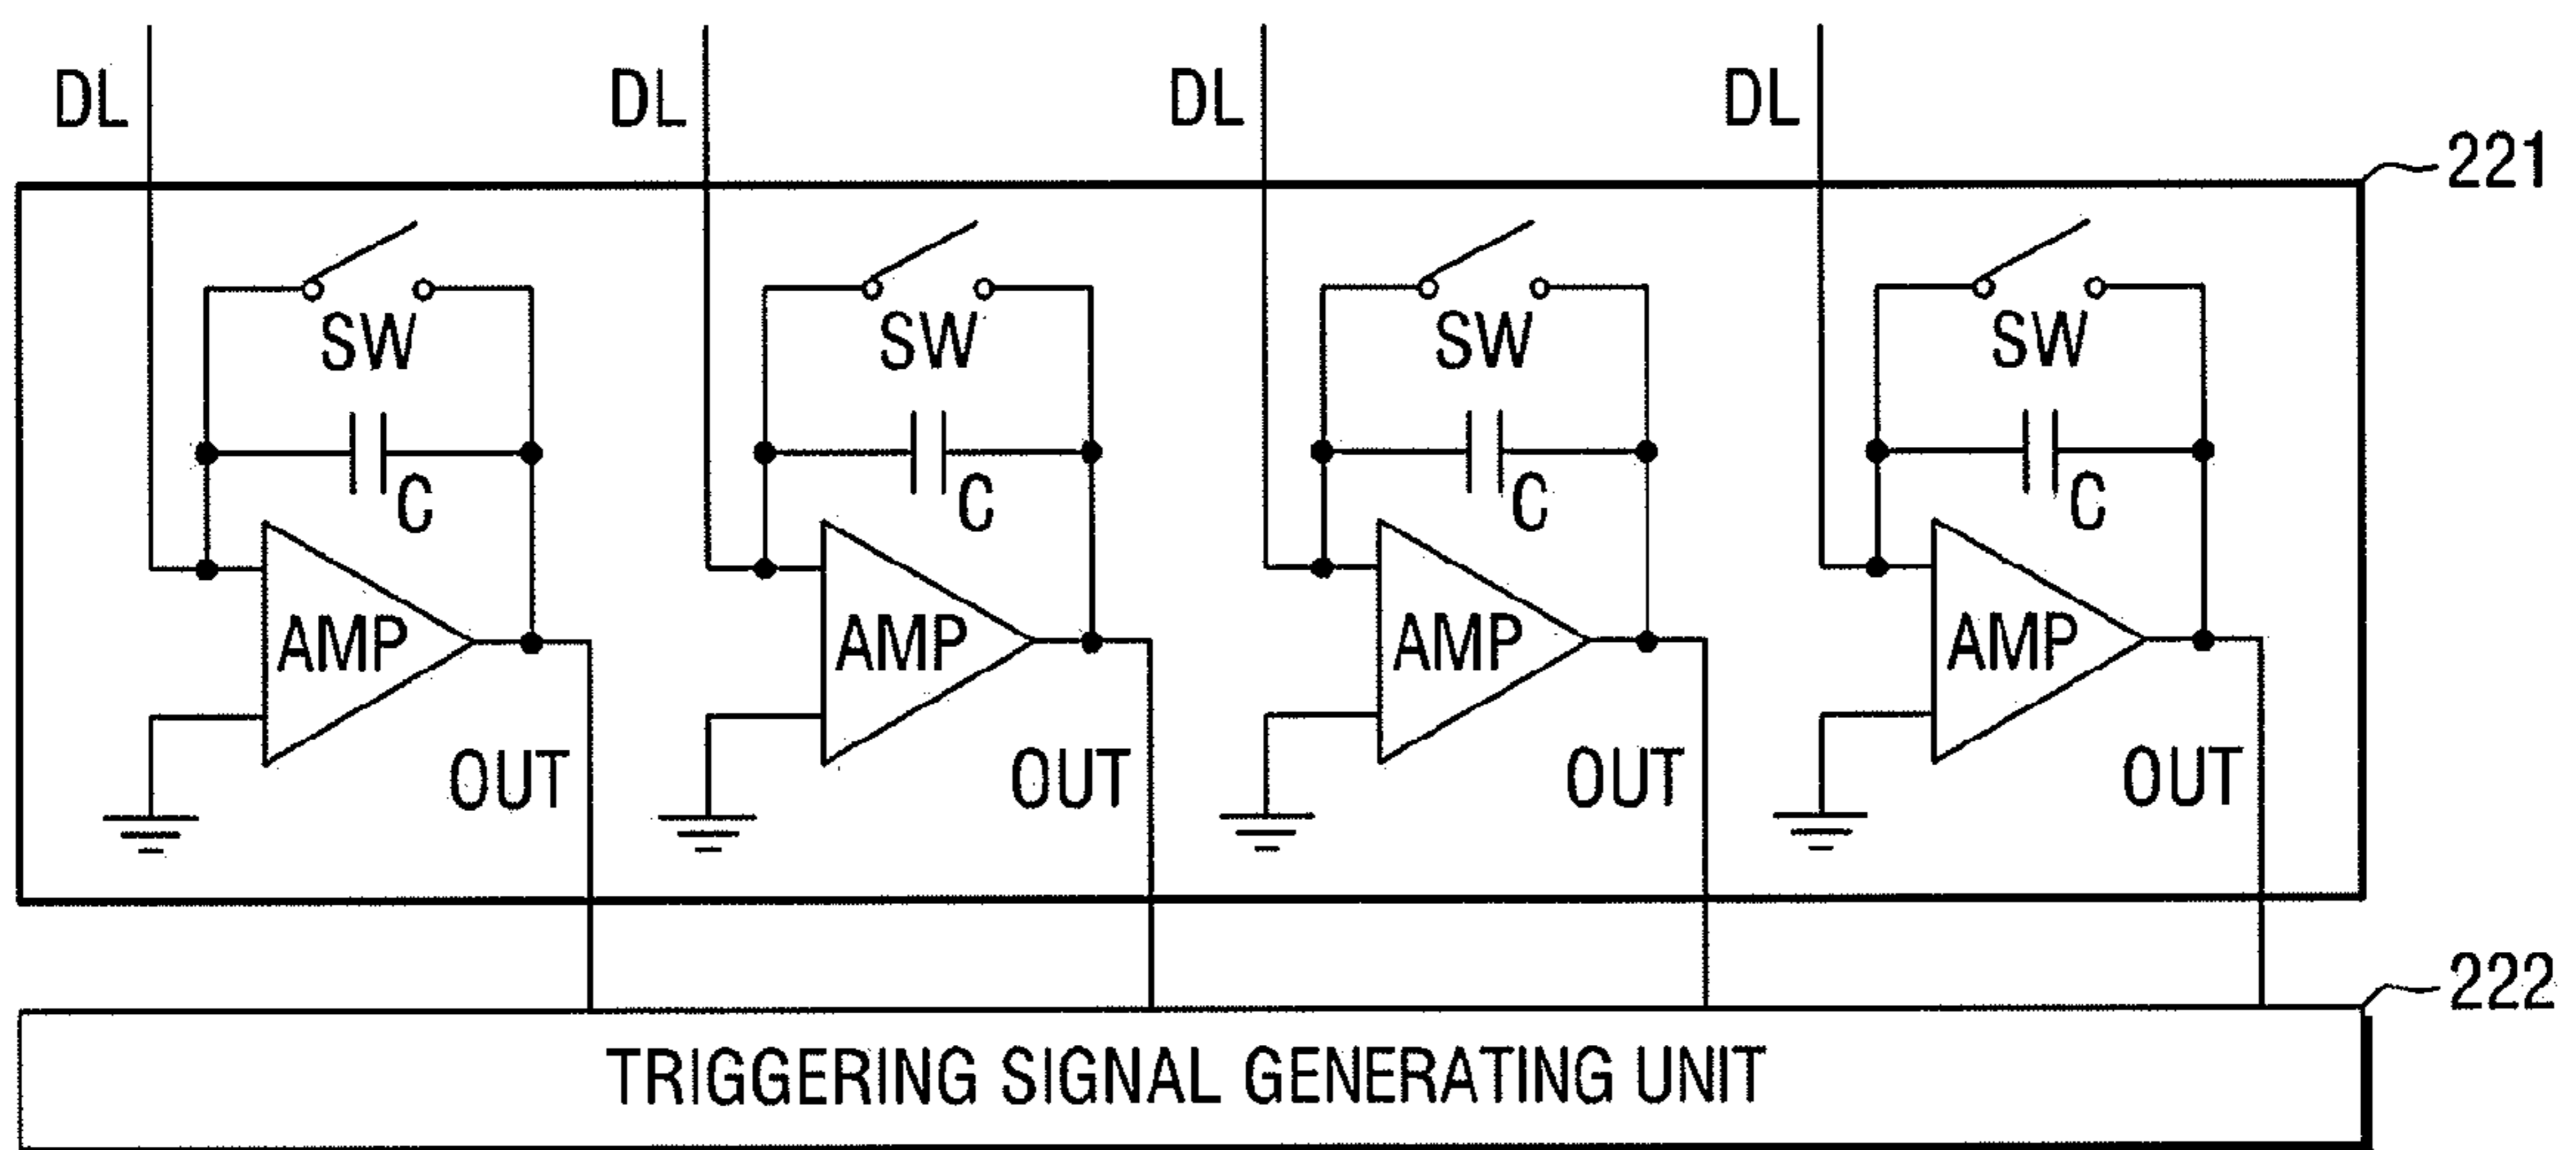 DL DL DL DL
221
SW SW SW SW
C C C C
AMP AMP AMP AMP
OUT OUT OUT OUT
222
TRIGGERING SIGNAL GENERATING UNIT